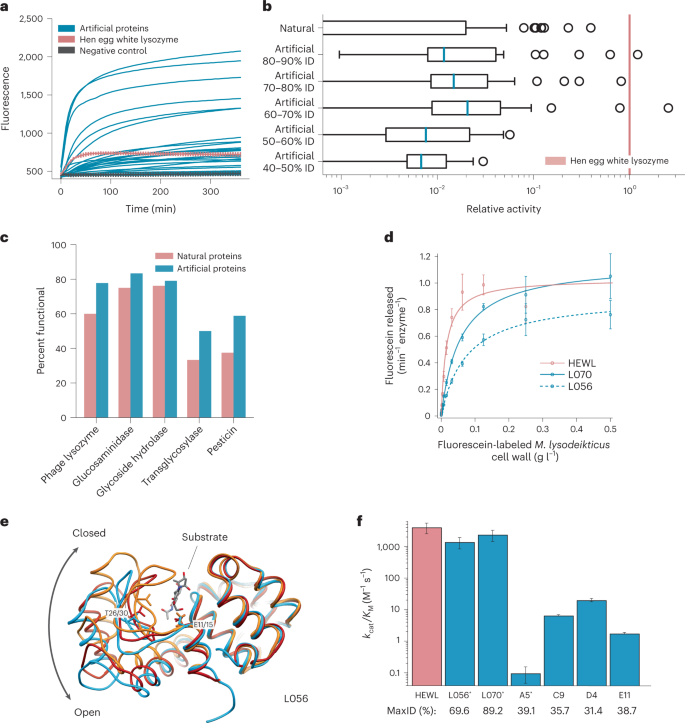 a
Artificial proteins
Hen egg white lysozyme
Negative control
Fluorescence
2,500
2,000
1,500
1,000
500
400
0
100
200
300
Time (min)
b
Natural
Artificial
80–90% ID
Artificial
70–80% ID
Artificial
60–70% ID
Artificial
50–60% ID
Artificial
40–50% ID
Hen egg white lysozyme
10⁻³
10⁻²
10⁻¹
10⁰
10¹
Relative activity
c
Natural proteins
Artificial proteins
Percent functional
100
80
60
40
20
0
Phage lysozyme
Glucosaminidase
Glycoside hydrolase
Transglycosylase
Pesticin
d
Fluorescein released
(min⁻¹ enzyme⁻¹)
1.2
1.0
0.8
0.6
0.4
0.2
0
HEWL
L070
L056
0
0.1
0.2
0.3
0.4
0.5
Fluorescein-labeled M. lysodeikticus
cell wall (g l⁻¹)
e
Closed
Substrate
T26/30
E11/15
Open
L056
f
kcat/KM (M⁻¹ s⁻¹)
1,000
100
10
1
0.1
HEWL L056* L070* A5* C9 D4 E11
MaxID (%): 69.6 89.2 39.1 35.7 31.4 38.7